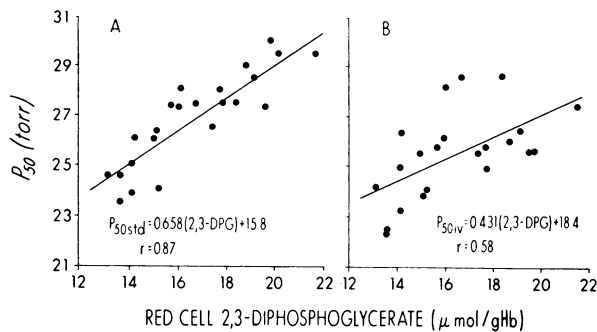 A
B
31
29
27
25
23
21
P50 (torr)
P50std=0.658(2,3-DPG)+15.8
r=0.87
P50iv=0.431(2,3-DPG)+18.4
r=0.58
12 14 16 18 20 22
12 14 16 18 20 22
RED CELL 2,3-DIPHOSPHOGLYCERATE (μ mol/gHb)